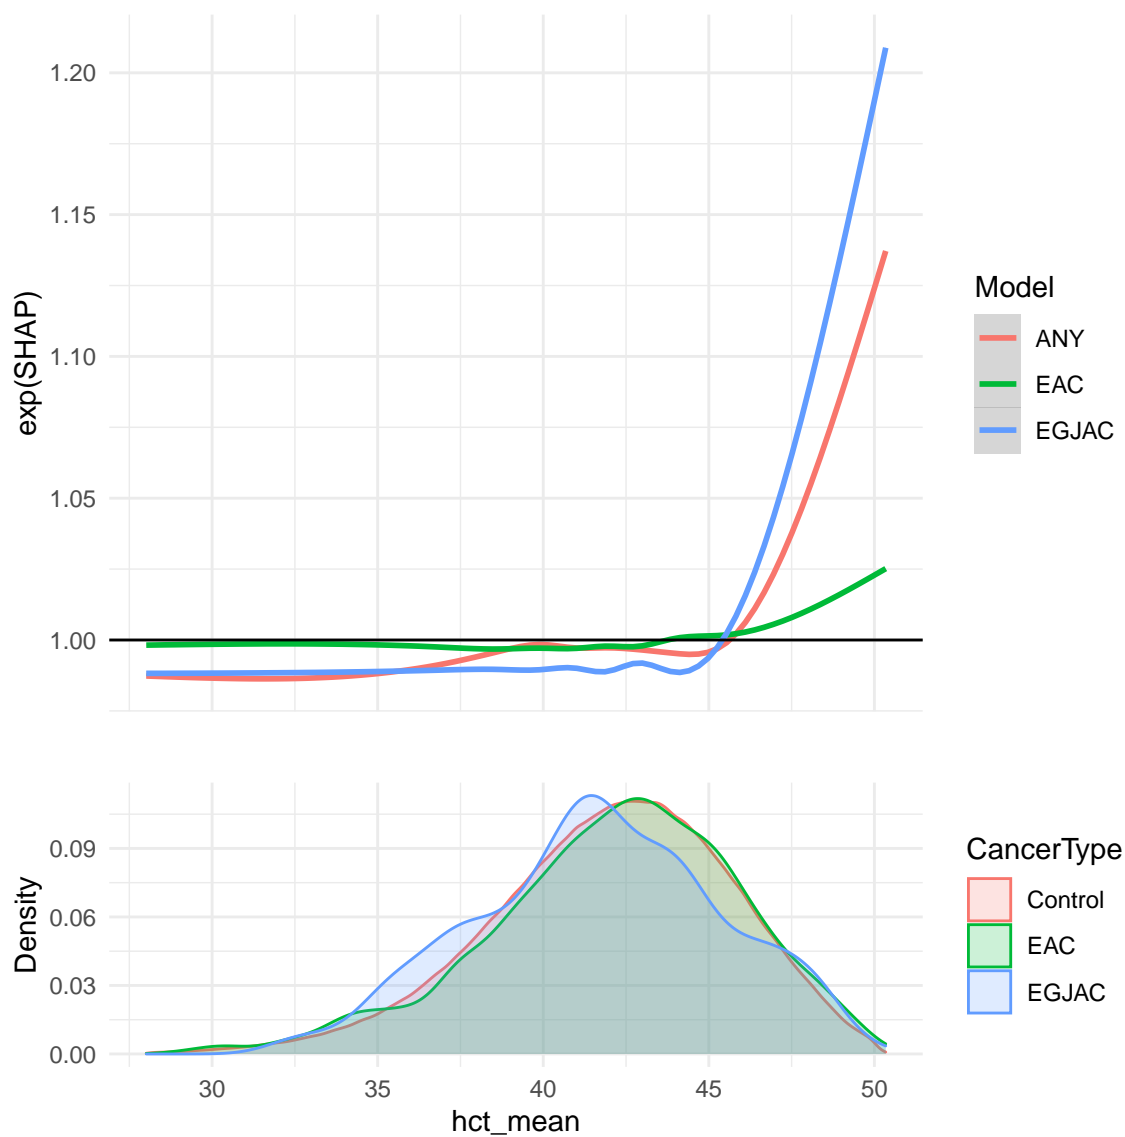 1.20
1.15
1.10
1.05
1.00
exp(SHAP)
Model
ANY
EAC
EGJAC
0.09
0.06
0.03
0.00
Density
30 35 40 45 50
hct_mean
CancerType
Control
EAC
EGJAC